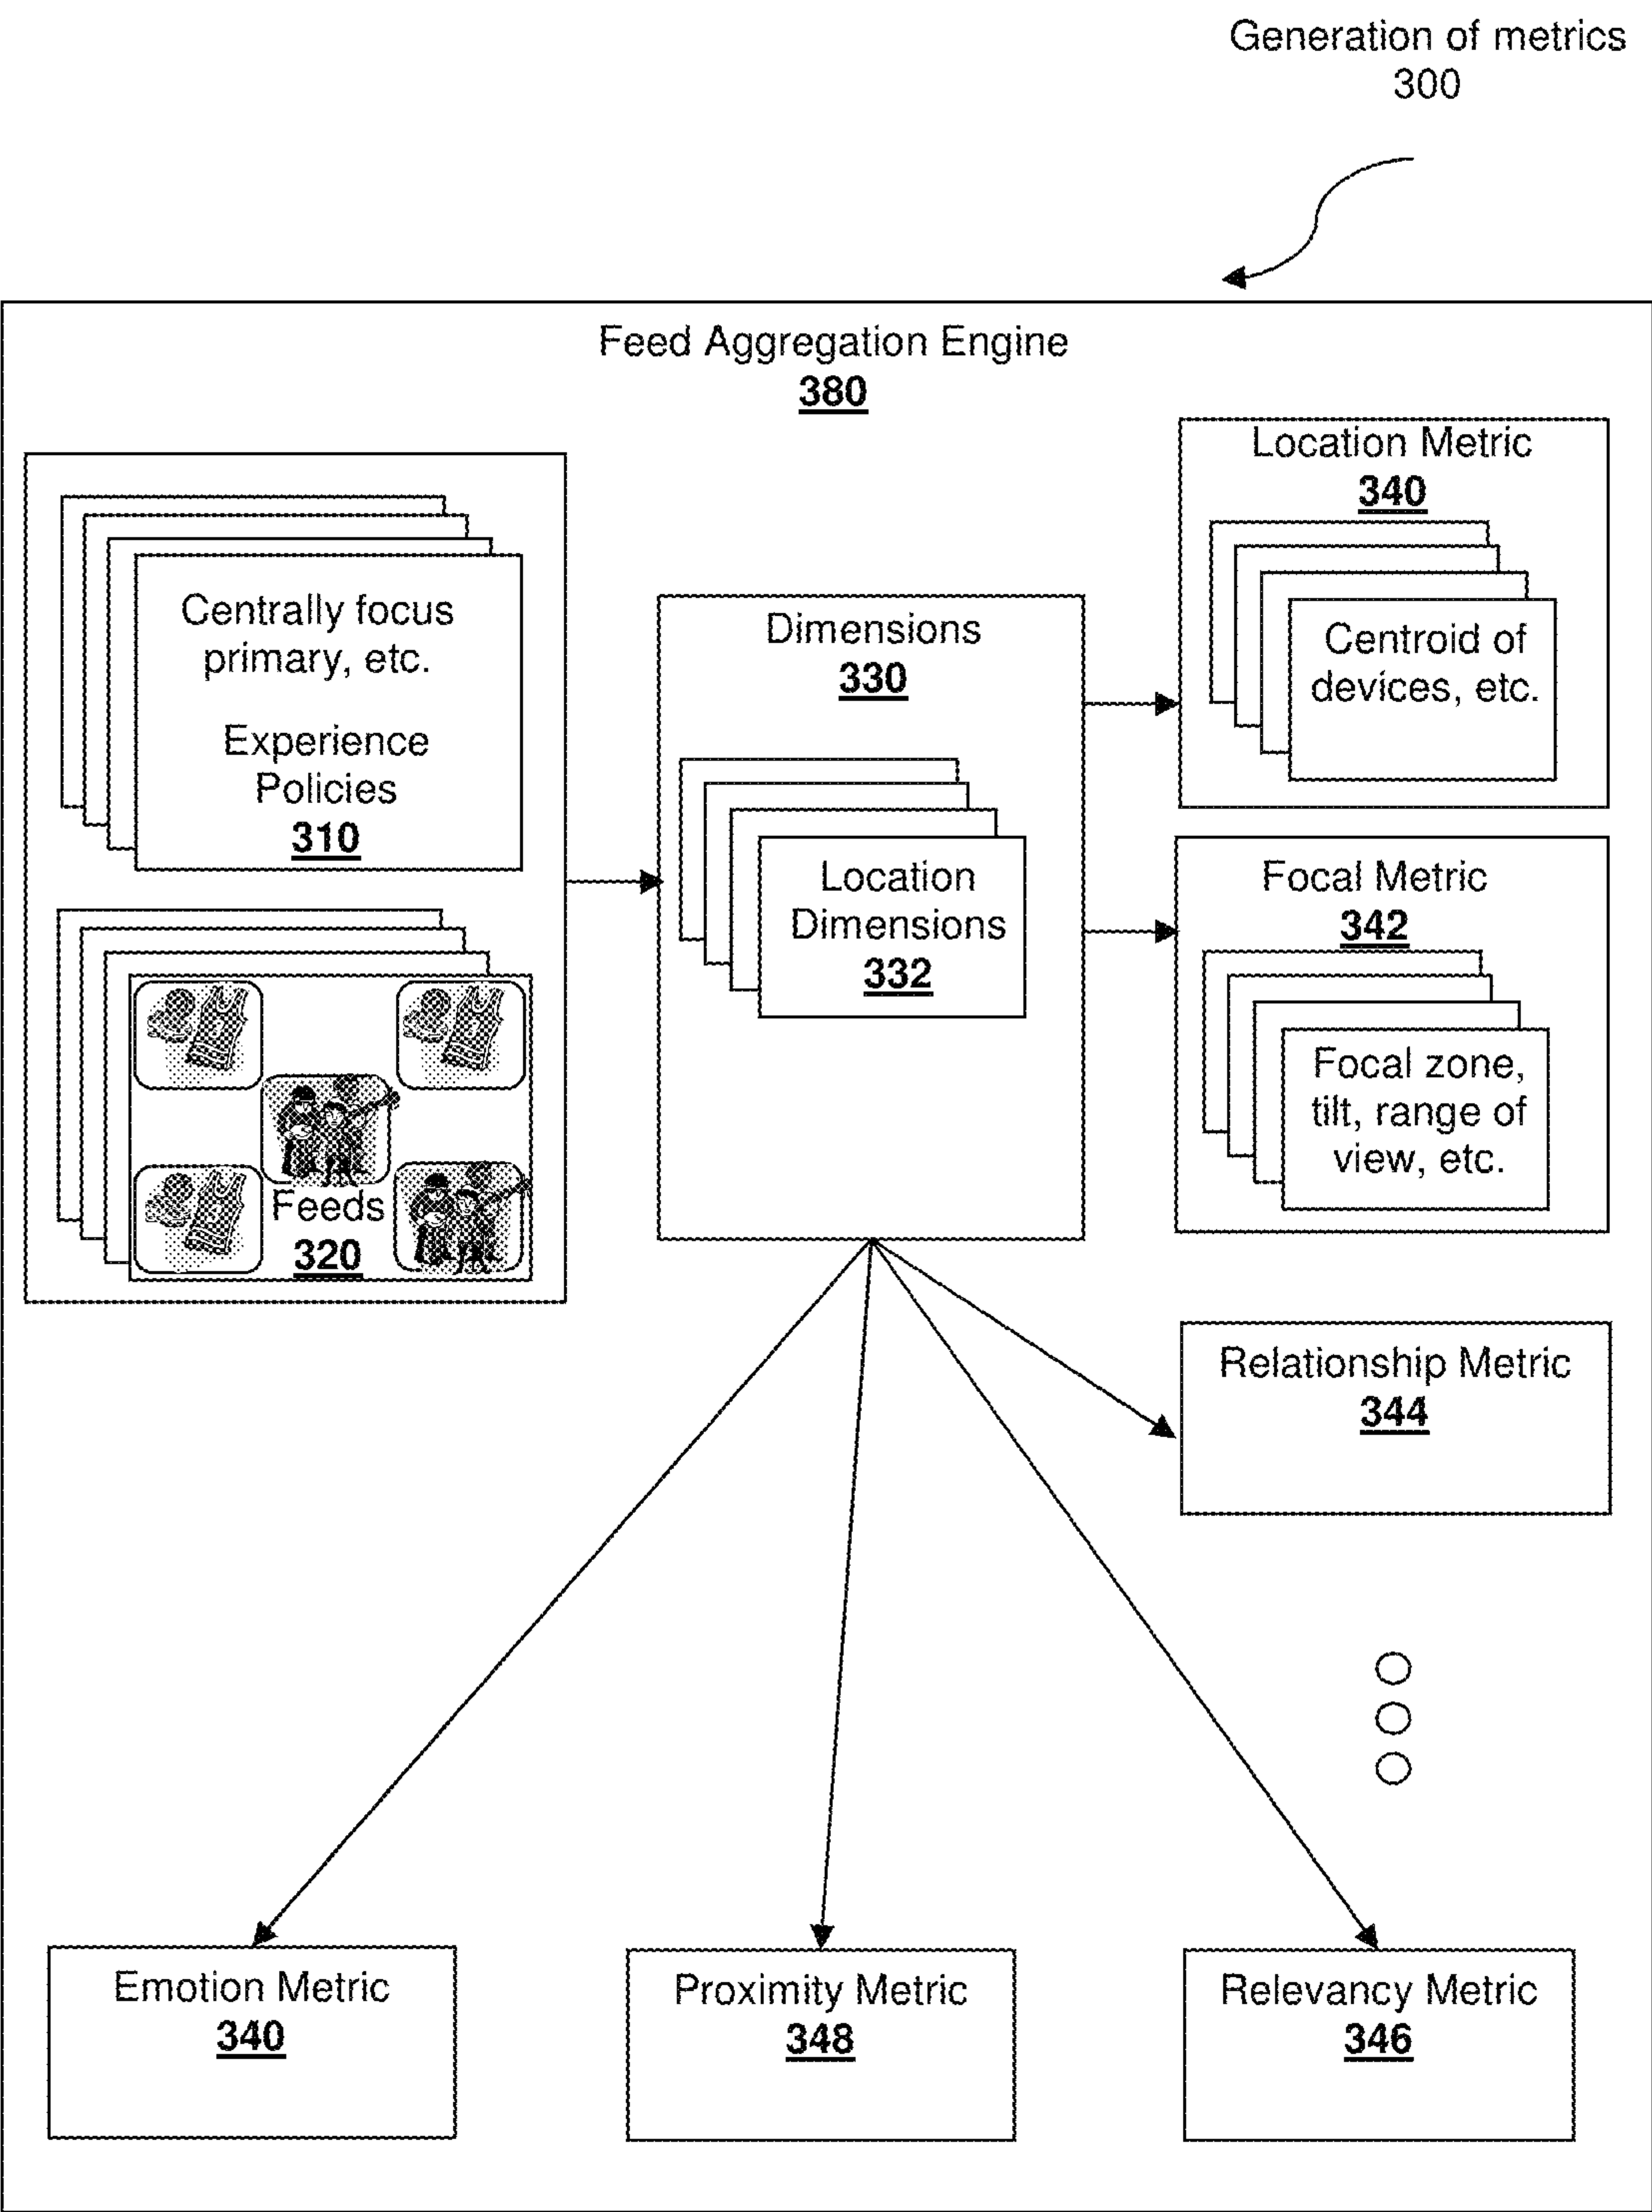 Generation of metrics
300
Feed Aggregation Engine
380
Centrally focus
primary, etc.
Experience
Policies
310
Feeds
320
Dimensions
330
Location
Dimensions
332
Location Metric
340
Centroid of
devices, etc.
Focal Metric
342
Focal zone,
tilt, range of
view, etc.
Relationship Metric
344
Emotion Metric
340
Proximity Metric
348
Relevancy Metric
346